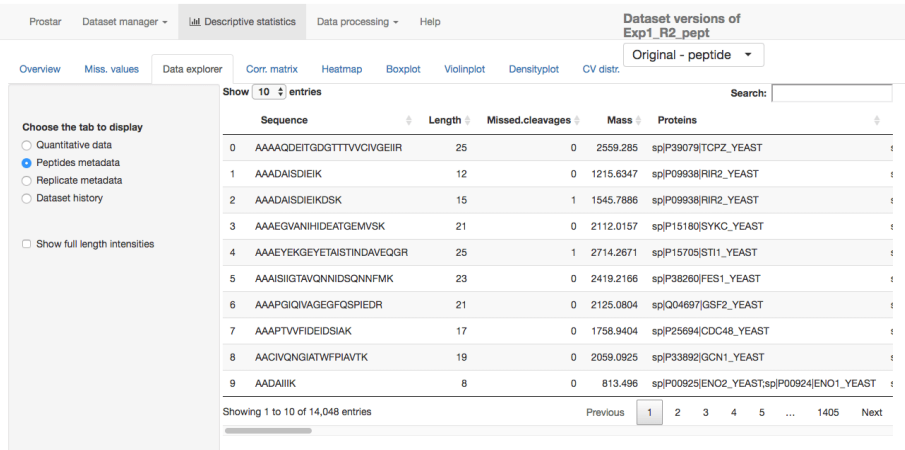 Prostar Dataset manager Descriptive statistics Data processing Help
Dataset versions of
Exp1_R2_pept
Original - peptide
Overview Miss. values Data explorer Corr. matrix Heatmap Boxplot Violinplot Densityplot CV distr.
Choose the tab to display
Quantitative data
Peptides metadata
Replicate metadata
Dataset history
Show full length intensities
Show 10 entries Search:
Sequence Length Missed.cleavages Mass Proteins
0 AAAAQDEITGDGTTTVVCIVGEIIR 25 0 2559.285 sp|P39079|TCPZ_YEAST
1 AAADAISDIEIK 12 0 1215.6347 sp|P09938|RIR2_YEAST
2 AAADAISDIEIKDSK 15 1 1545.7886 sp|P09938|RIR2_YEAST
3 AAAEGVANIHIDEATGEMVSK 21 0 2112.0157 sp|P15180|SYKC_YEAST
4 AAAEYEKGEYETAISTINDAVEQGR 25 1 2714.2671 sp|P15705|STI1_YEAST
5 AAAISIIGTAVQNNIDSQNNFMK 23 0 2419.2166 sp|P38260|FES1_YEAST
6 AAAPGIQIVAGEGFQSPIEDR 21 0 2125.0804 sp|Q04697|GSF2_YEAST
7 AAAPTVVFIDEIDSIAK 17 0 1758.9404 sp|P25694|CDC48_YEAST
8 AACIVQNGIATWFPIAVTK 19 0 2059.0925 sp|P33892|GCN1_YEAST
9 AADAIIIK 8 0 813.496 sp|P00925|ENO2_YEAST;sp|P00924|ENO1_YEAST
Showing 1 to 10 of 14,048 entries Previous 1 2 3 4 5 ... 1405 Next